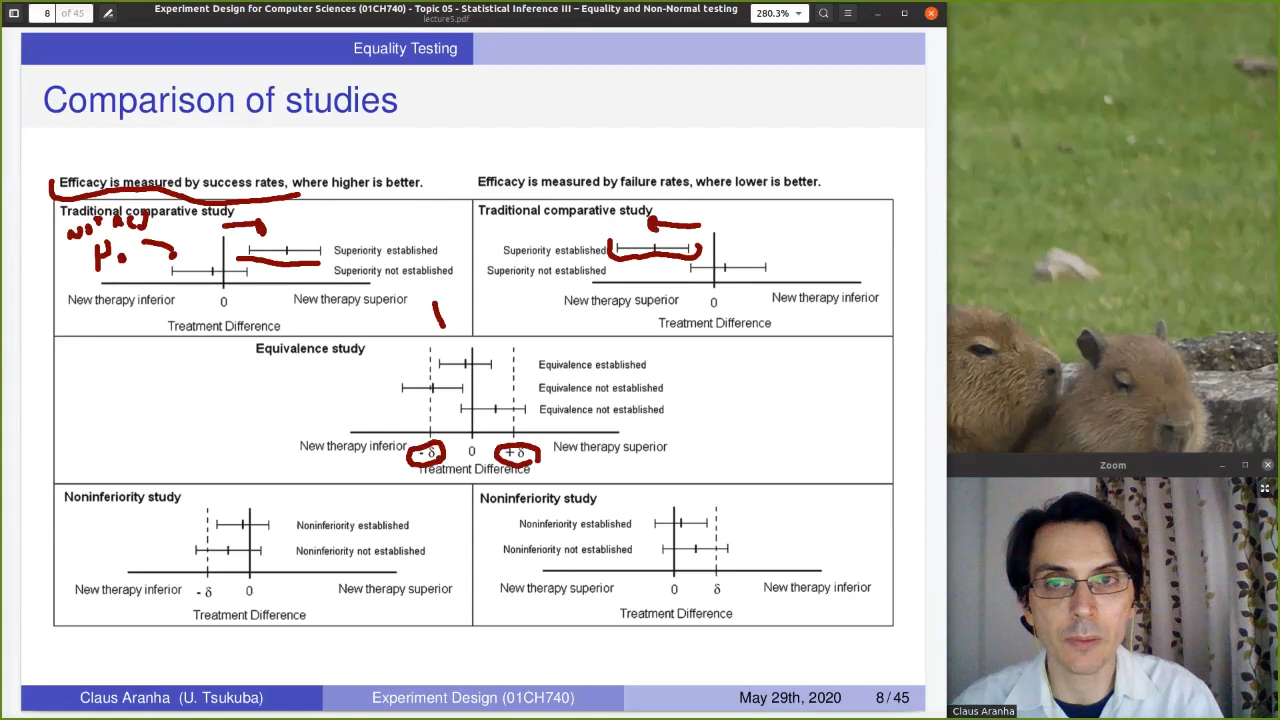 8 of 45
Experiment Design for Computer Sciences (01CH740) - Topic 05 - Statistical Inference III – Equality and Non-Normal testing
lecture5.pdf
280.3%
Equality Testing
Comparison of studies
Efficacy is measured by success rates, where higher is better.
Efficacy is measured by failure rates, where lower is better.
Traditional comparative study
Superiority established
Superiority not established
New therapy inferior
0
New therapy superior
Treatment Difference
Traditional comparative study
Superiority established
Superiority not established
New therapy superior
0
New therapy inferior
Treatment Difference
Equivalence study
Equivalence established
Equivalence not established
Equivalence not established
New therapy inferior
- δ
0
+ δ
New therapy superior
Treatment Difference
Noninferiority study
Noninferiority established
Noninferiority not established
New therapy inferior
- δ
0
New therapy superior
Treatment Difference
Noninferiority study
Noninferiority established
Noninferiority not established
New therapy superior
0
δ
New therapy inferior
Treatment Difference
Claus Aranha (U. Tsukuba)
Experiment Design (01CH740)
May 29th, 2020
8 / 45
Zoom
Claus Aranha